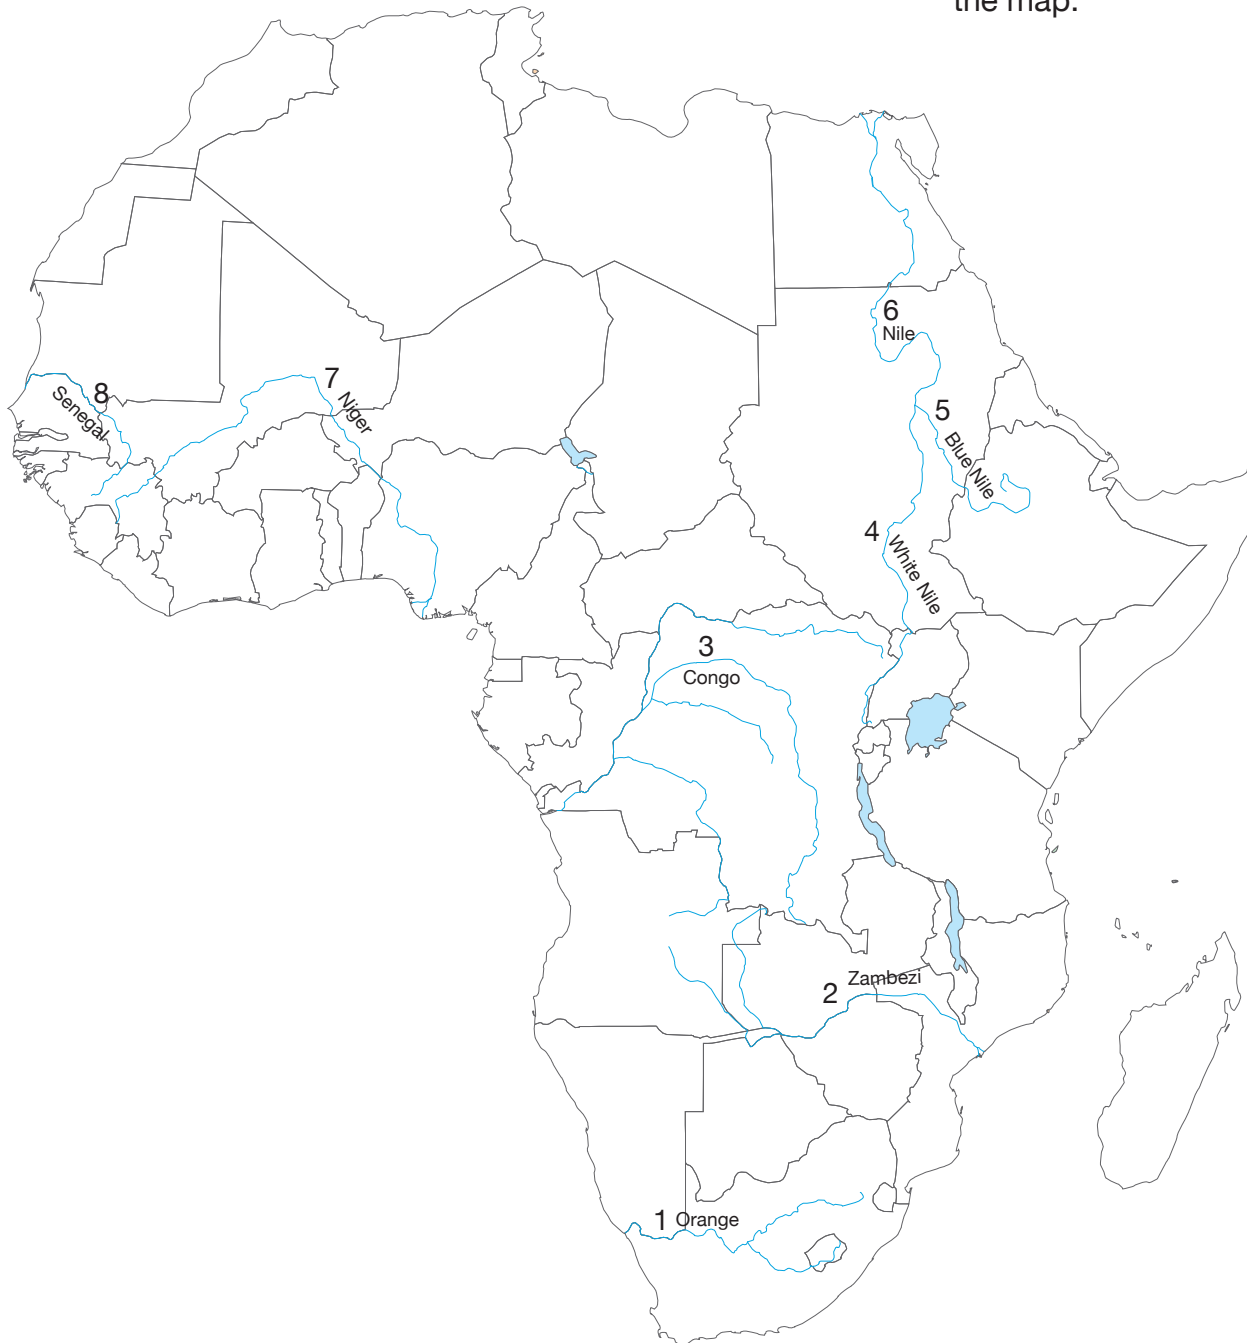 the map.
6
Nile
7
Niger
8
Senegal
5
Blue Nile
4
White Nile
3
Congo
Zambezi
2
1 Orange